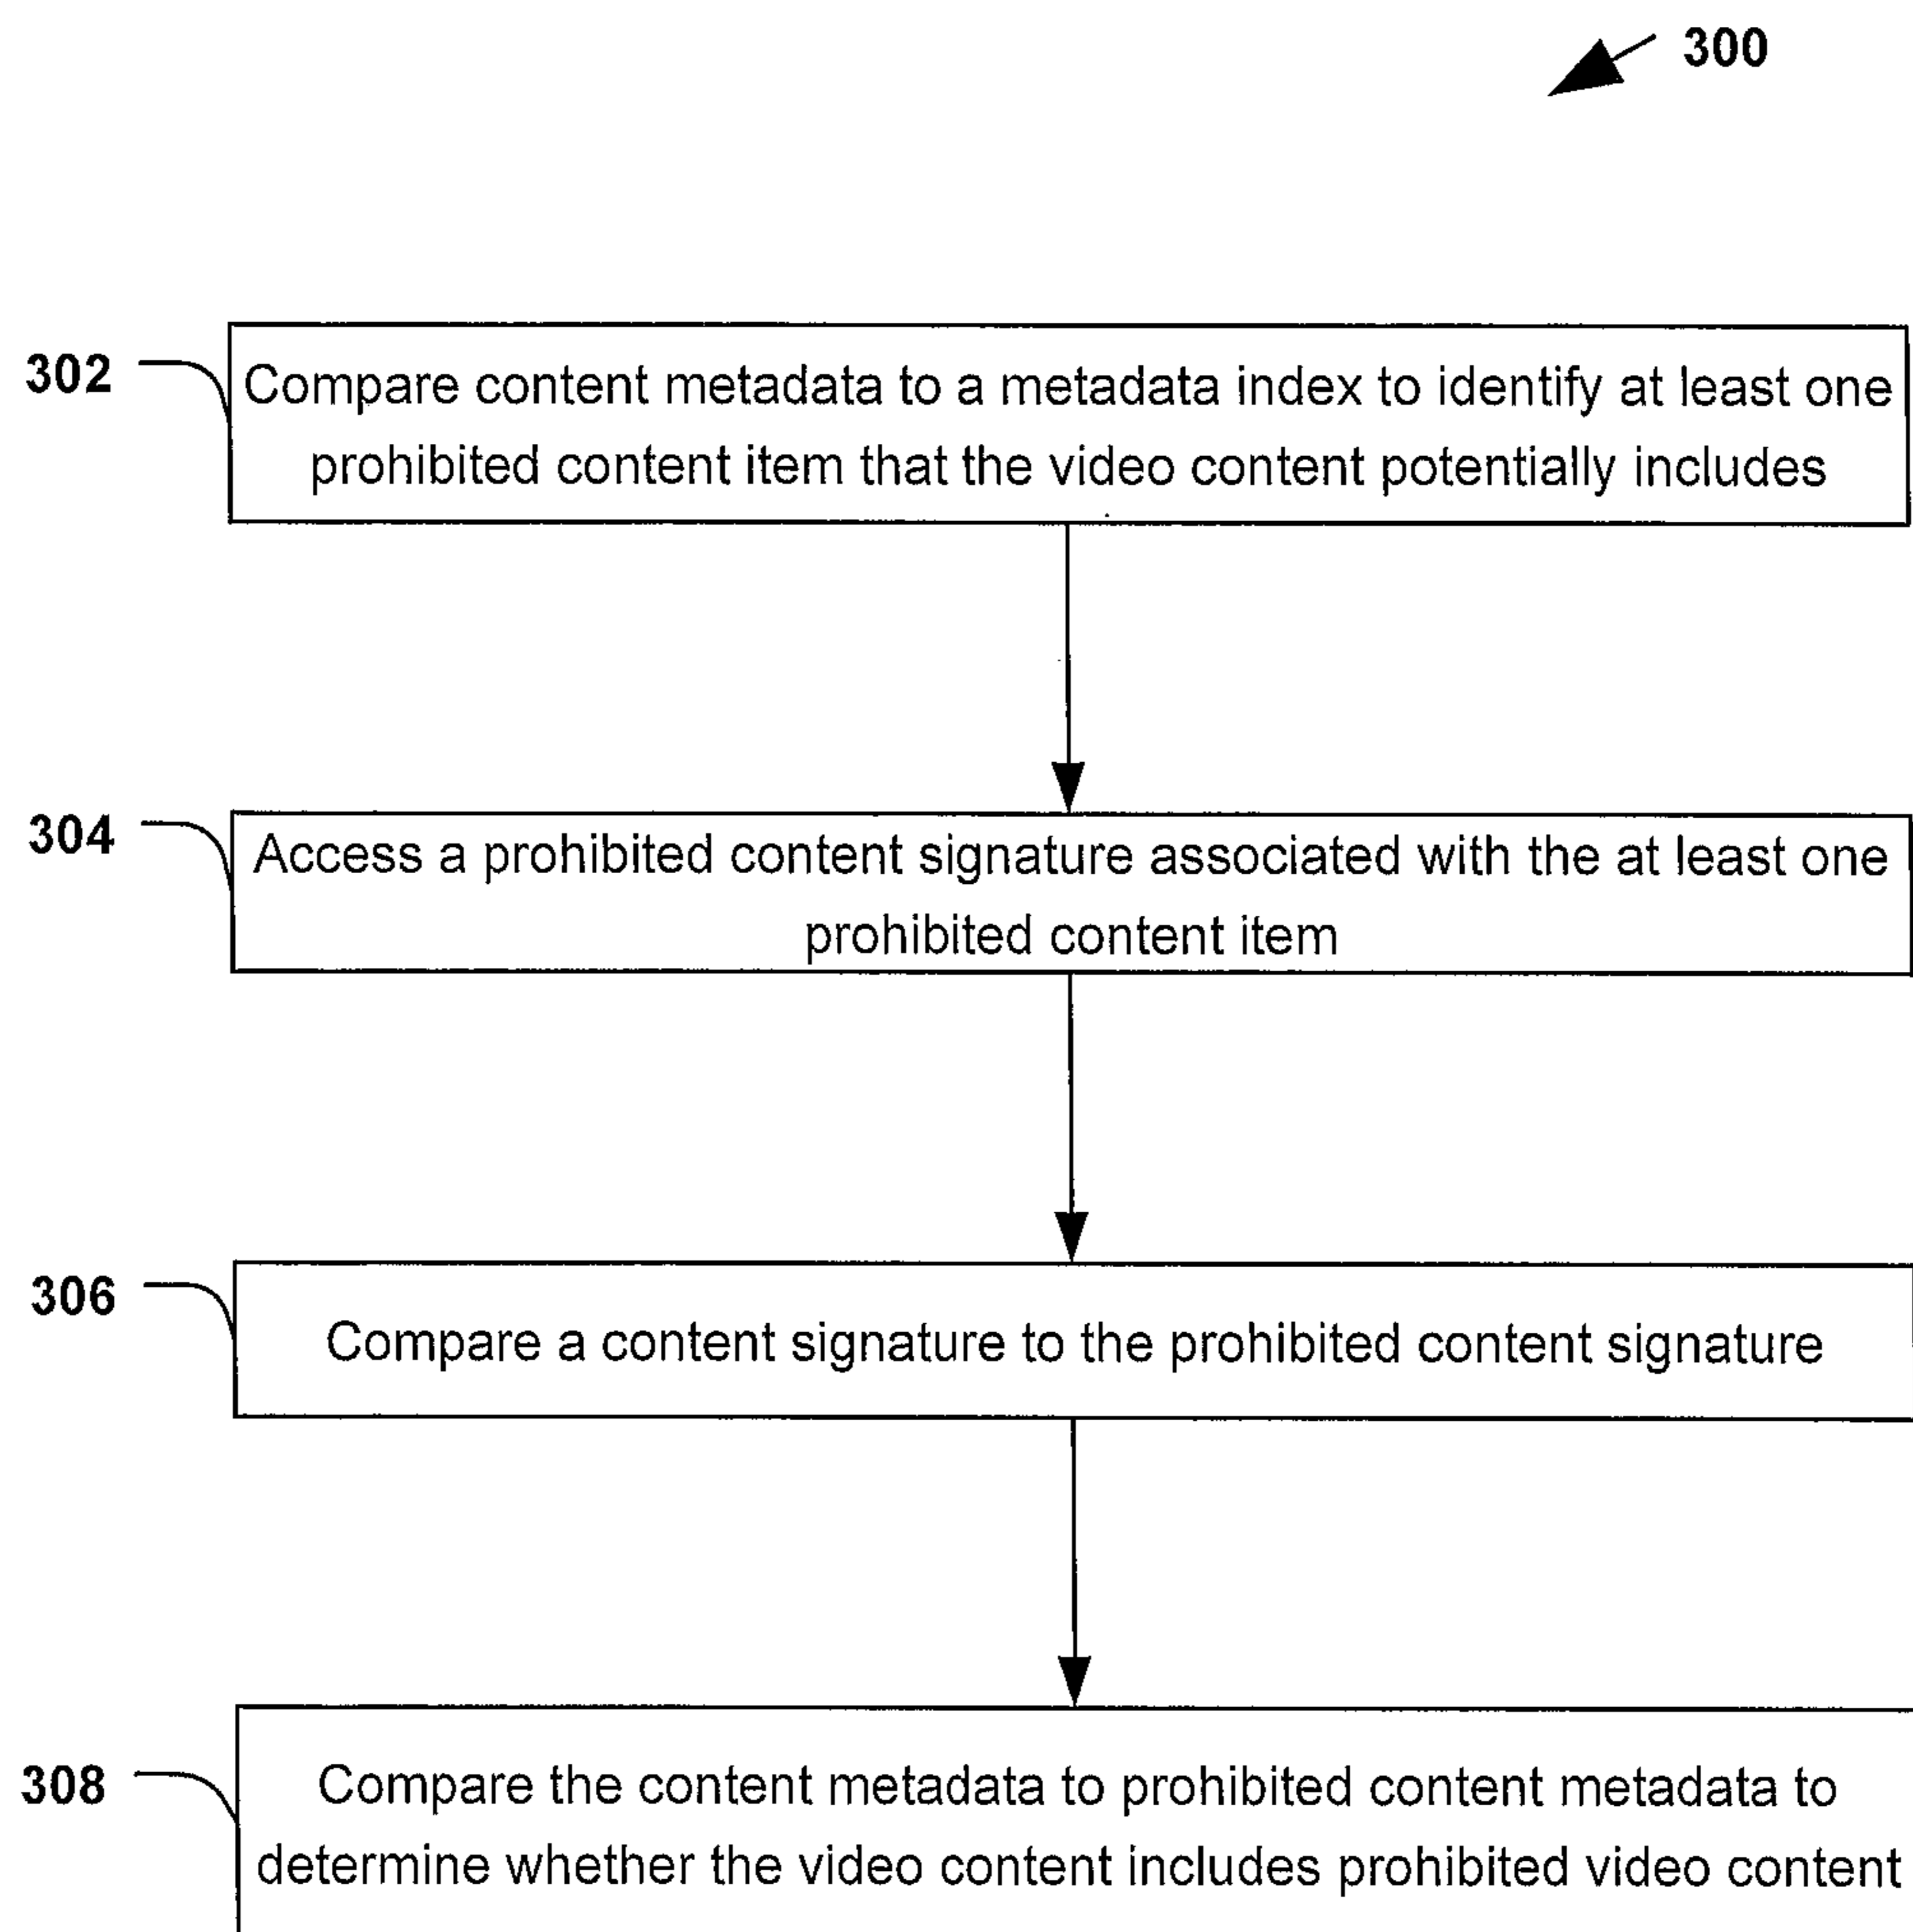 300
302
Compare content metadata to a metadata index to identify at least one
prohibited content item that the video content potentially includes
304
Access a prohibited content signature associated with the at least one
prohibited content item
306
Compare a content signature to the prohibited content signature
308
Compare the content metadata to prohibited content metadata to
determine whether the video content includes prohibited video content